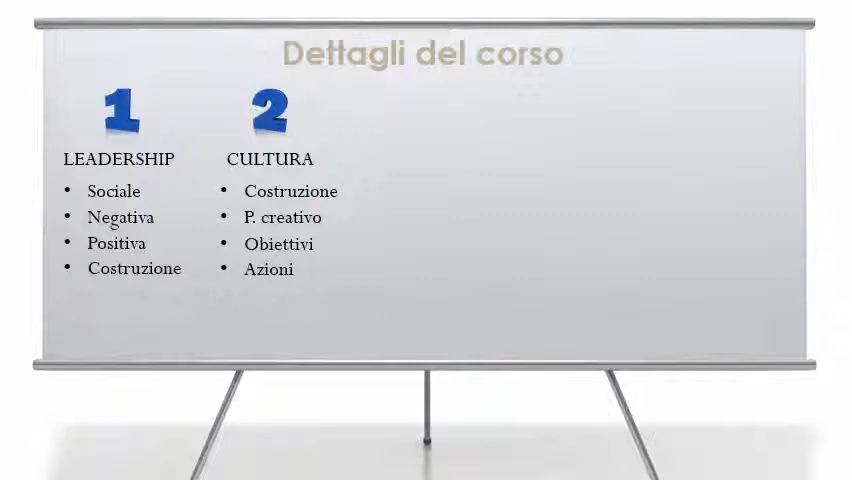 Dettagli del corso
1
LEADERSHIP
• Sociale
• Negativa
• Positiva
• Costruzione
2
CULTURA
• Costruzione
• P. creativo
• Obiettivi
• Azioni